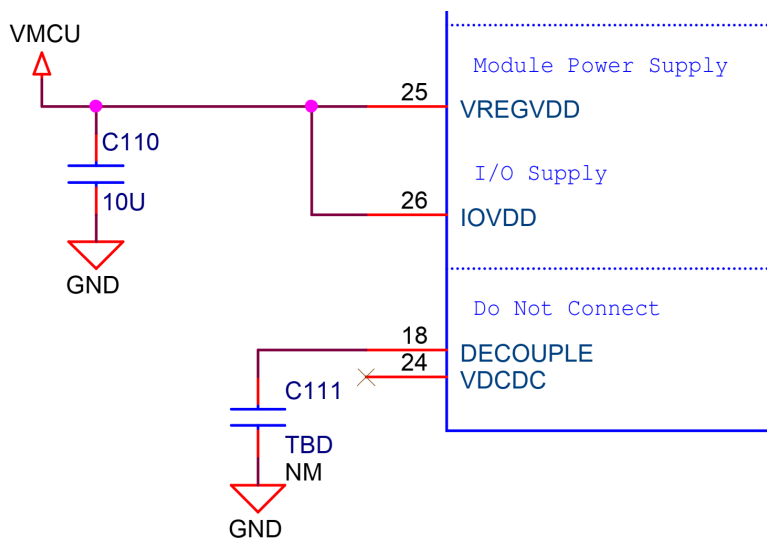 VMCU
Module Power Supply
25
VREGVDD
C110
10U
I/O Supply
26
IOVDD
GND
Do Not Connect
18
DECOUPLE
24
VDCDC
C111
TBD
NM
GND